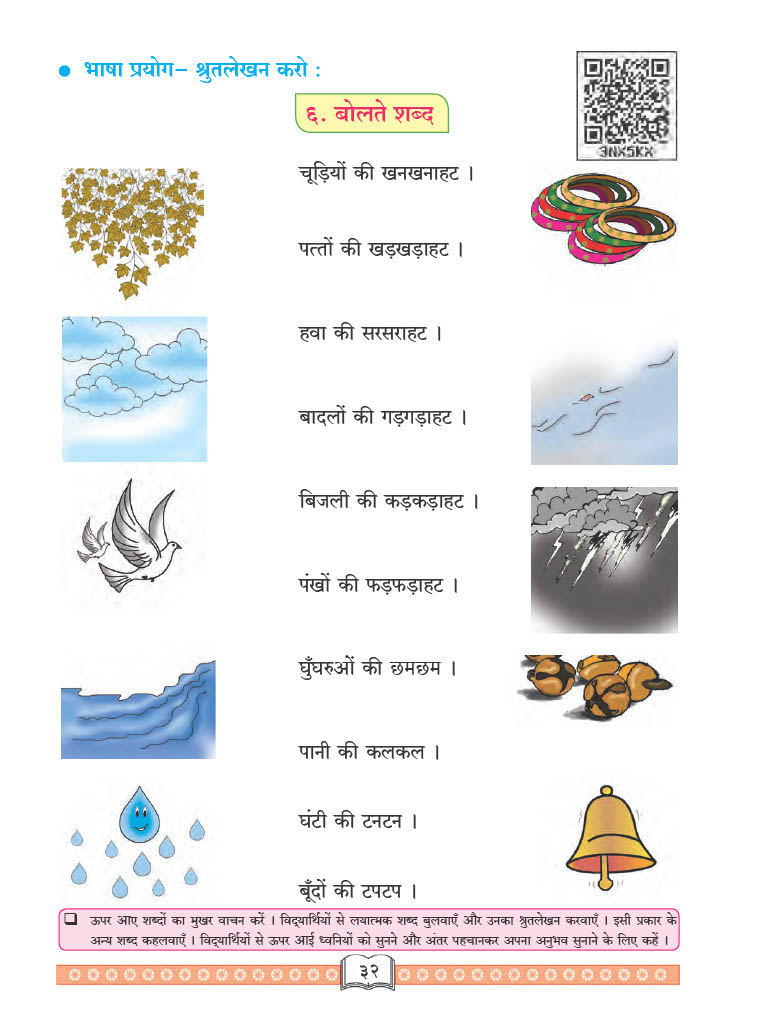 ● भाषा प्रयोग– श्रुतलेखन करो :
६. बोलते शब्द
3NX5KX
चूड़ियों की खनखनाहट ।
पत्तों की खड़खड़ाहट ।
हवा की सरसराहट ।
बादलों की गड़गड़ाहट ।
बिजली की कड़कड़ाहट ।
पंखों की फड़फड़ाहट ।
घुँघरुओं की छमछम ।
पानी की कलकल ।
घंटी की टनटन ।
बूँदों की टपटप ।
❑ ऊपर आए शब्दों का मुखर वाचन करें । विद्यार्थियों से लयात्मक शब्द बुलवाएँ और उनका श्रुतलेखन करवाएँ । इसी प्रकार के
अन्य शब्द कहलवाएँ । विद्यार्थियों से ऊपर आई ध्वनियों को सुनने और अंतर पहचानकर अपना अनुभव सुनाने के लिए कहें ।
३२